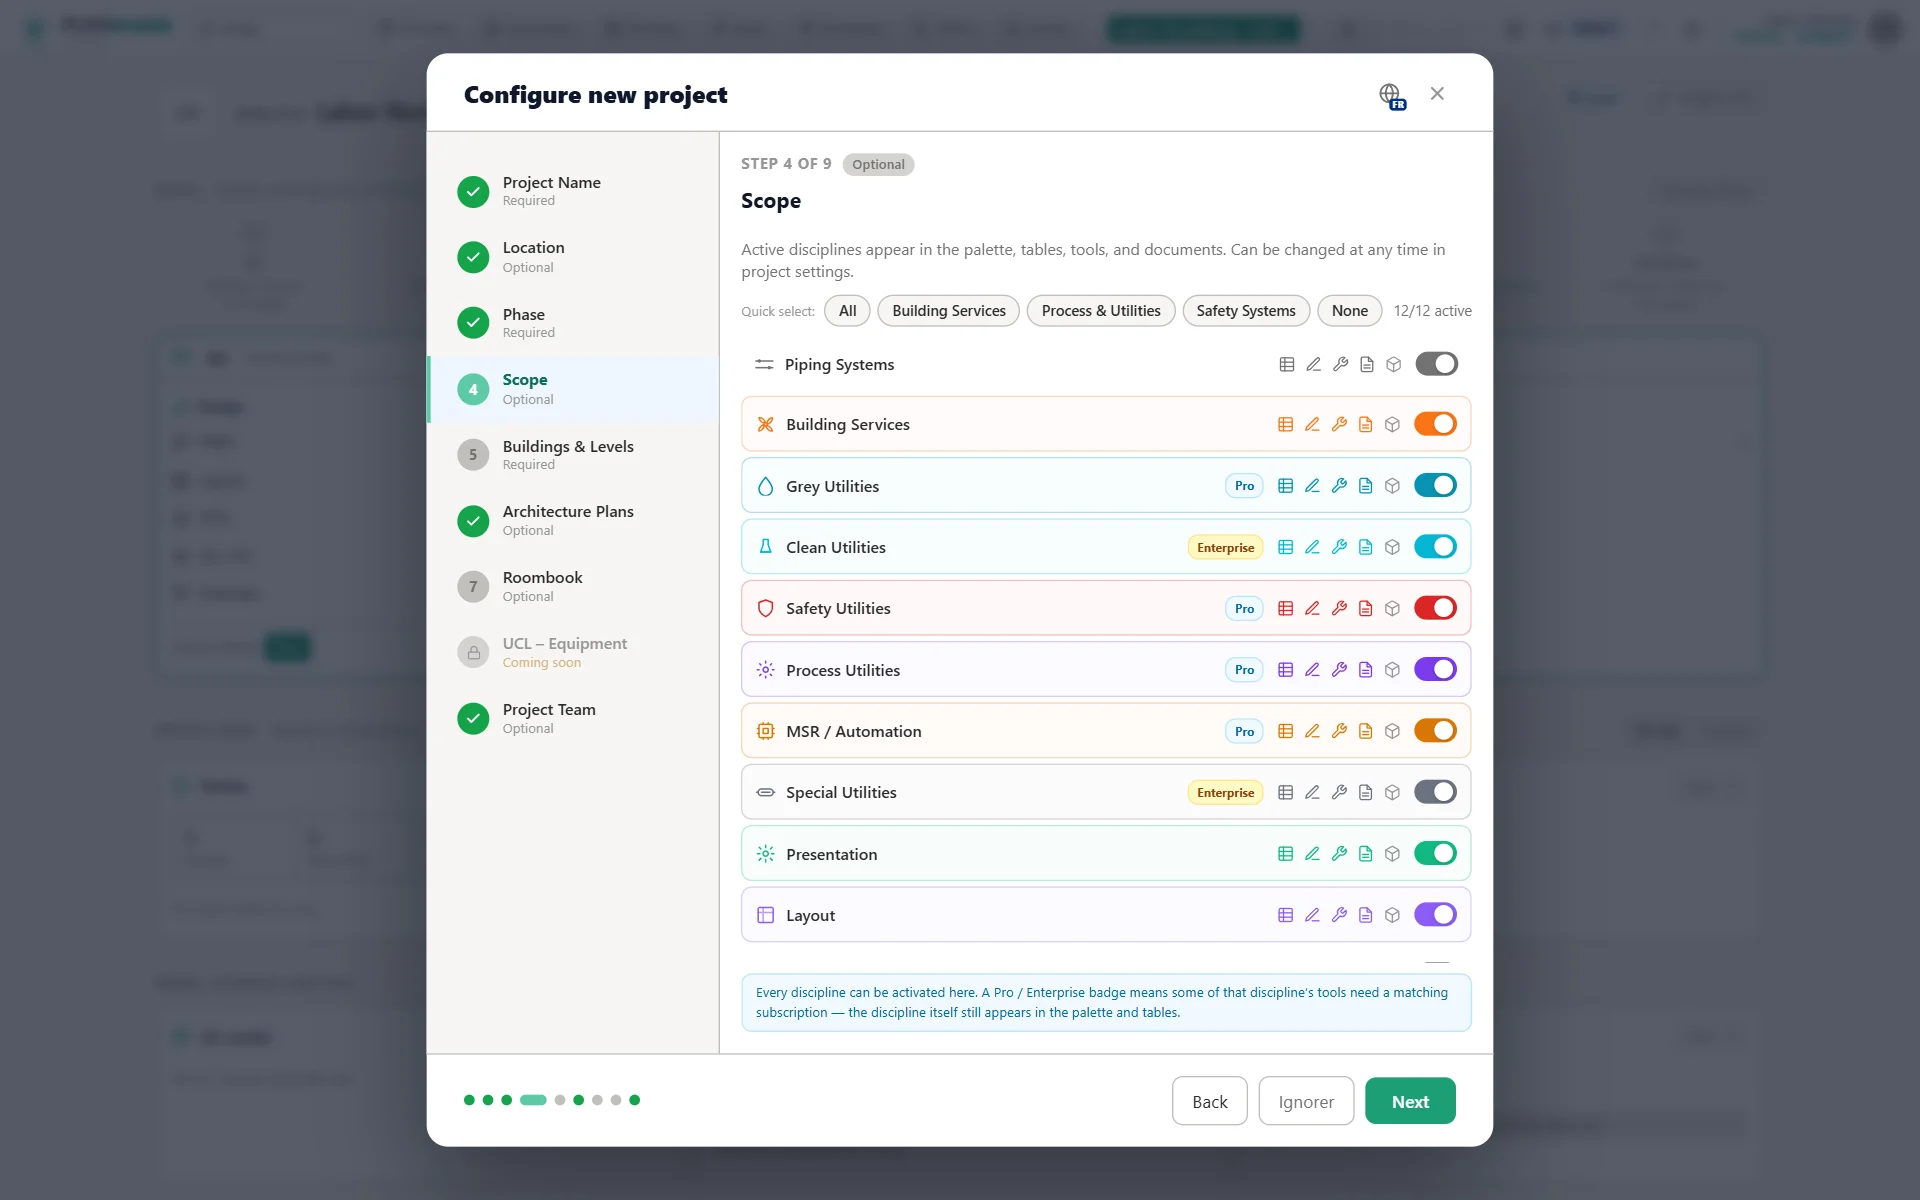 Configure new project
FR
Project Name
Required
Location
Optional
Phase
Required
4
Scope
Optional
5
Buildings & Levels
Required
Architecture Plans
Optional
7
Roombook
Optional
UCL – Equipment
Coming soon
Project Team
Optional
STEP 4 OF 9
Optional
Scope
Active disciplines appear in the palette, tables, tools, and documents. Can be changed at any time in
project settings.
Quick select: All Building Services Process & Utilities Safety Systems None 12/12 active
Piping Systems
Building Services
Grey Utilities Pro
Clean Utilities Enterprise
Safety Utilities Pro
Process Utilities Pro
MSR / Automation Pro
Special Utilities Enterprise
Presentation
Layout
Every discipline can be activated here. A Pro / Enterprise badge means some of that discipline's tools need a matching
subscription — the discipline itself still appears in the palette and tables.
Back Ignorer Next